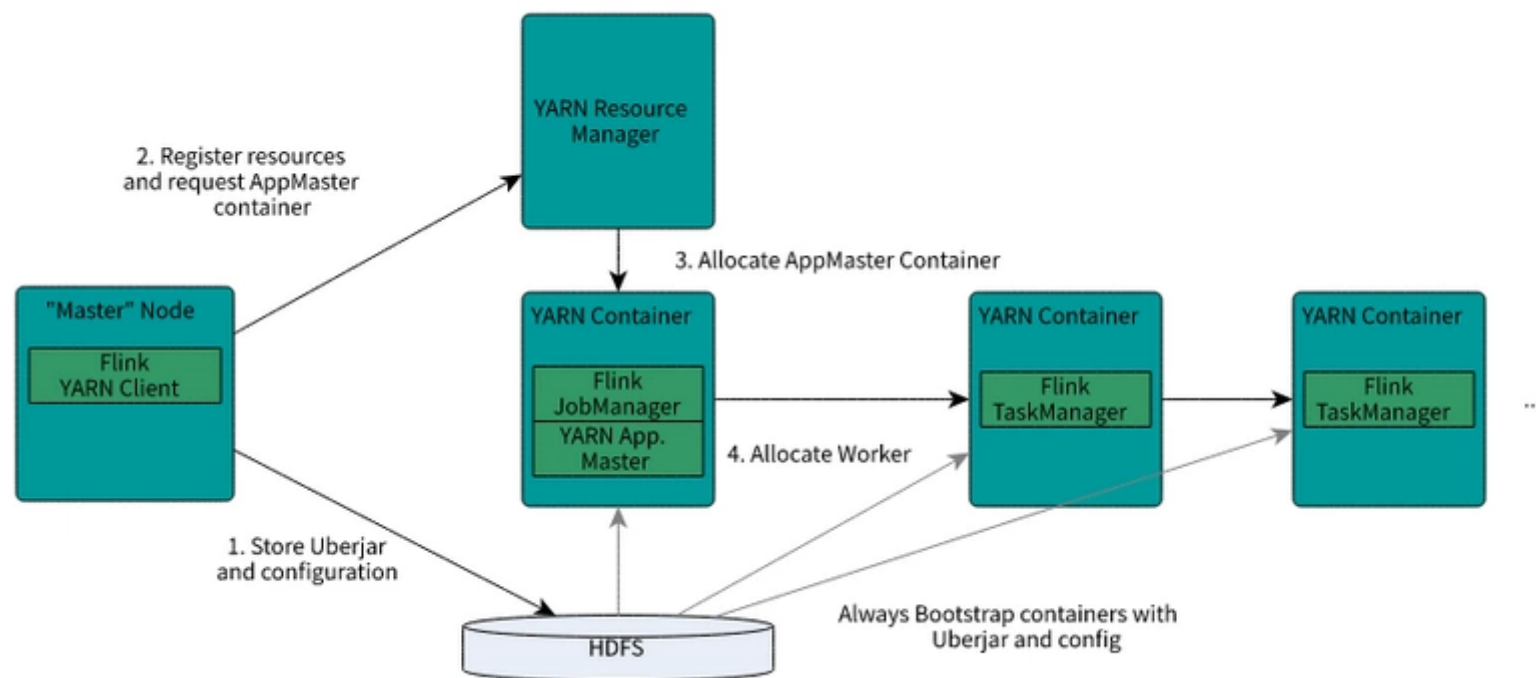 YARN Resource
Manager
2. Register resources
and request AppMaster
container
3. Allocate AppMaster Container
"Master" Node
Flink
YARN Client
YARN Container
Flink
JobManager
YARN App.
Master
4. Allocate Worker
YARN Container
Flink
TaskManager
YARN Container
Flink
TaskManager
..
1. Store Uberjar
and configuration
HDFS
Always Bootstrap containers with
Uberjar and config